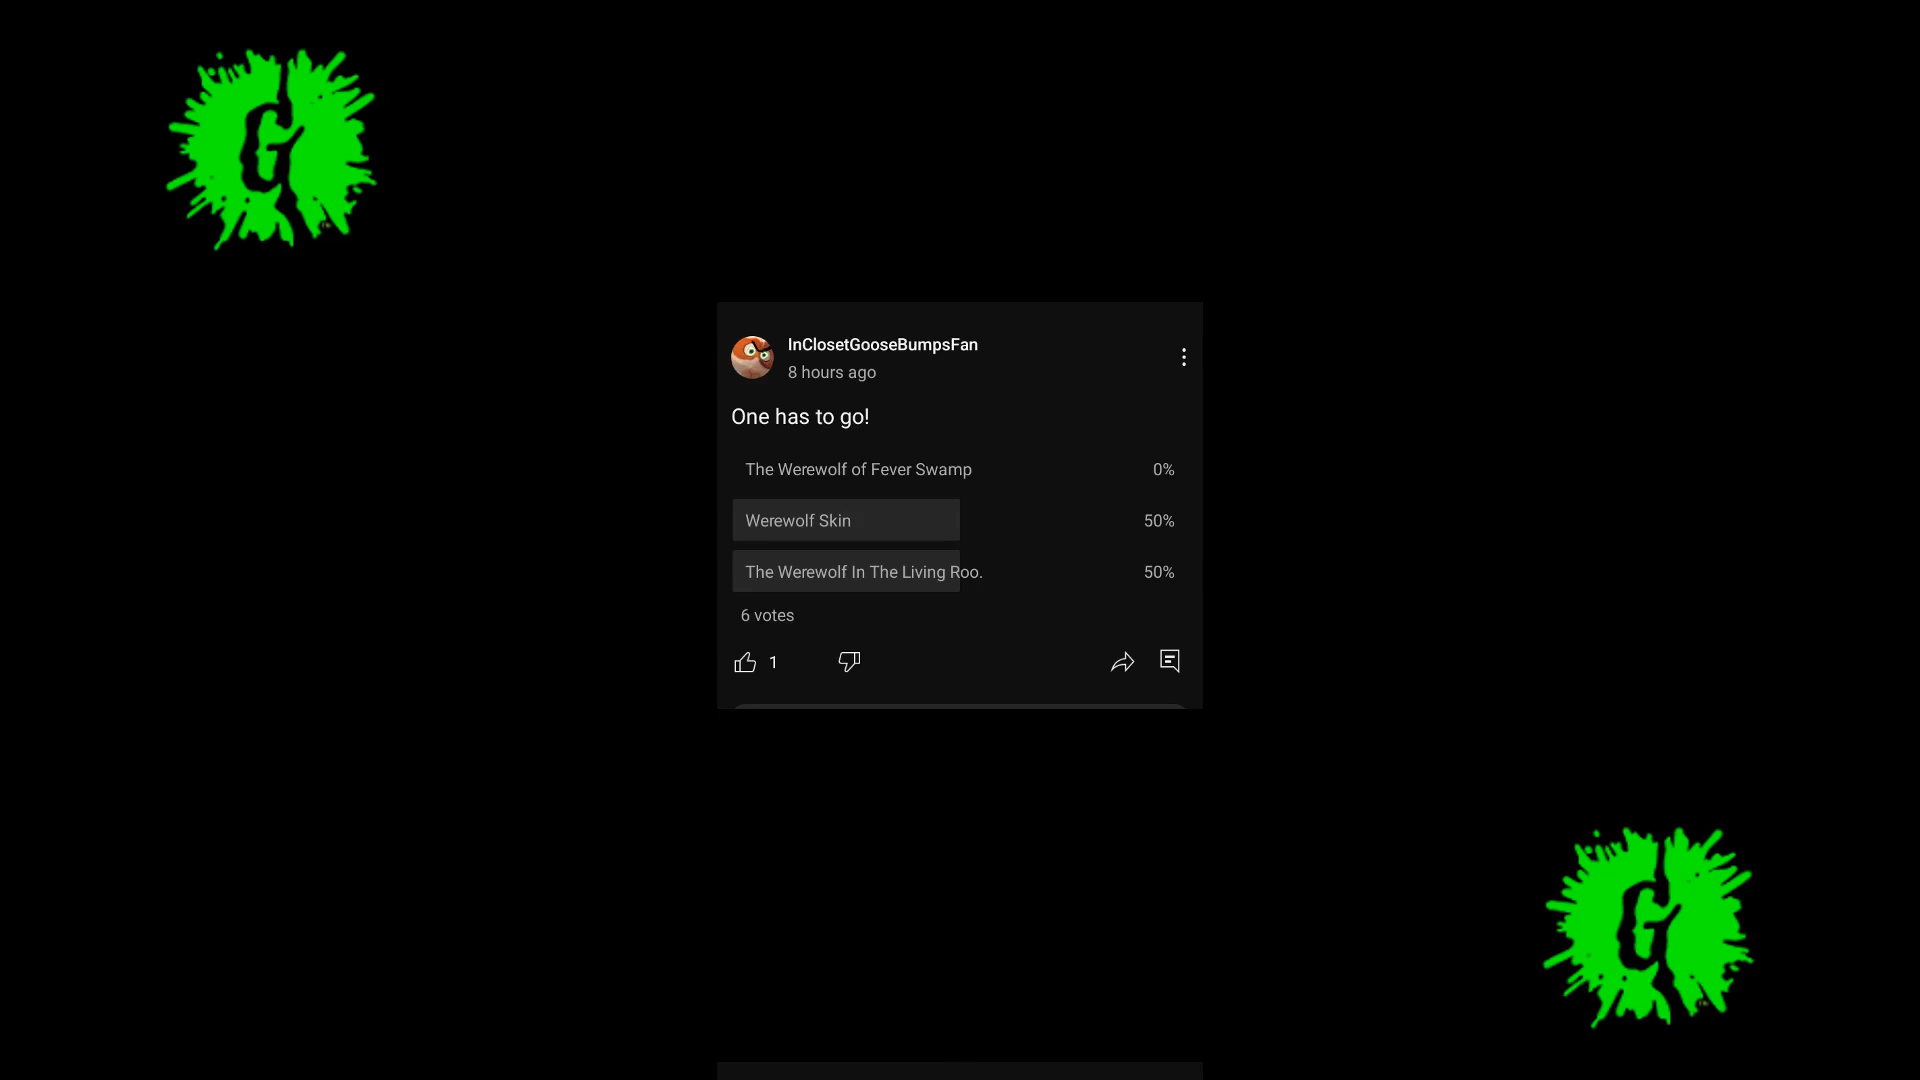 G
InClosetGooseBumpsFan
8 hours ago
One has to go!
The Werewolf of Fever Swamp 0%
Werewolf Skin 50%
The Werewolf In The Living Roo. 50%
6 votes
1
G